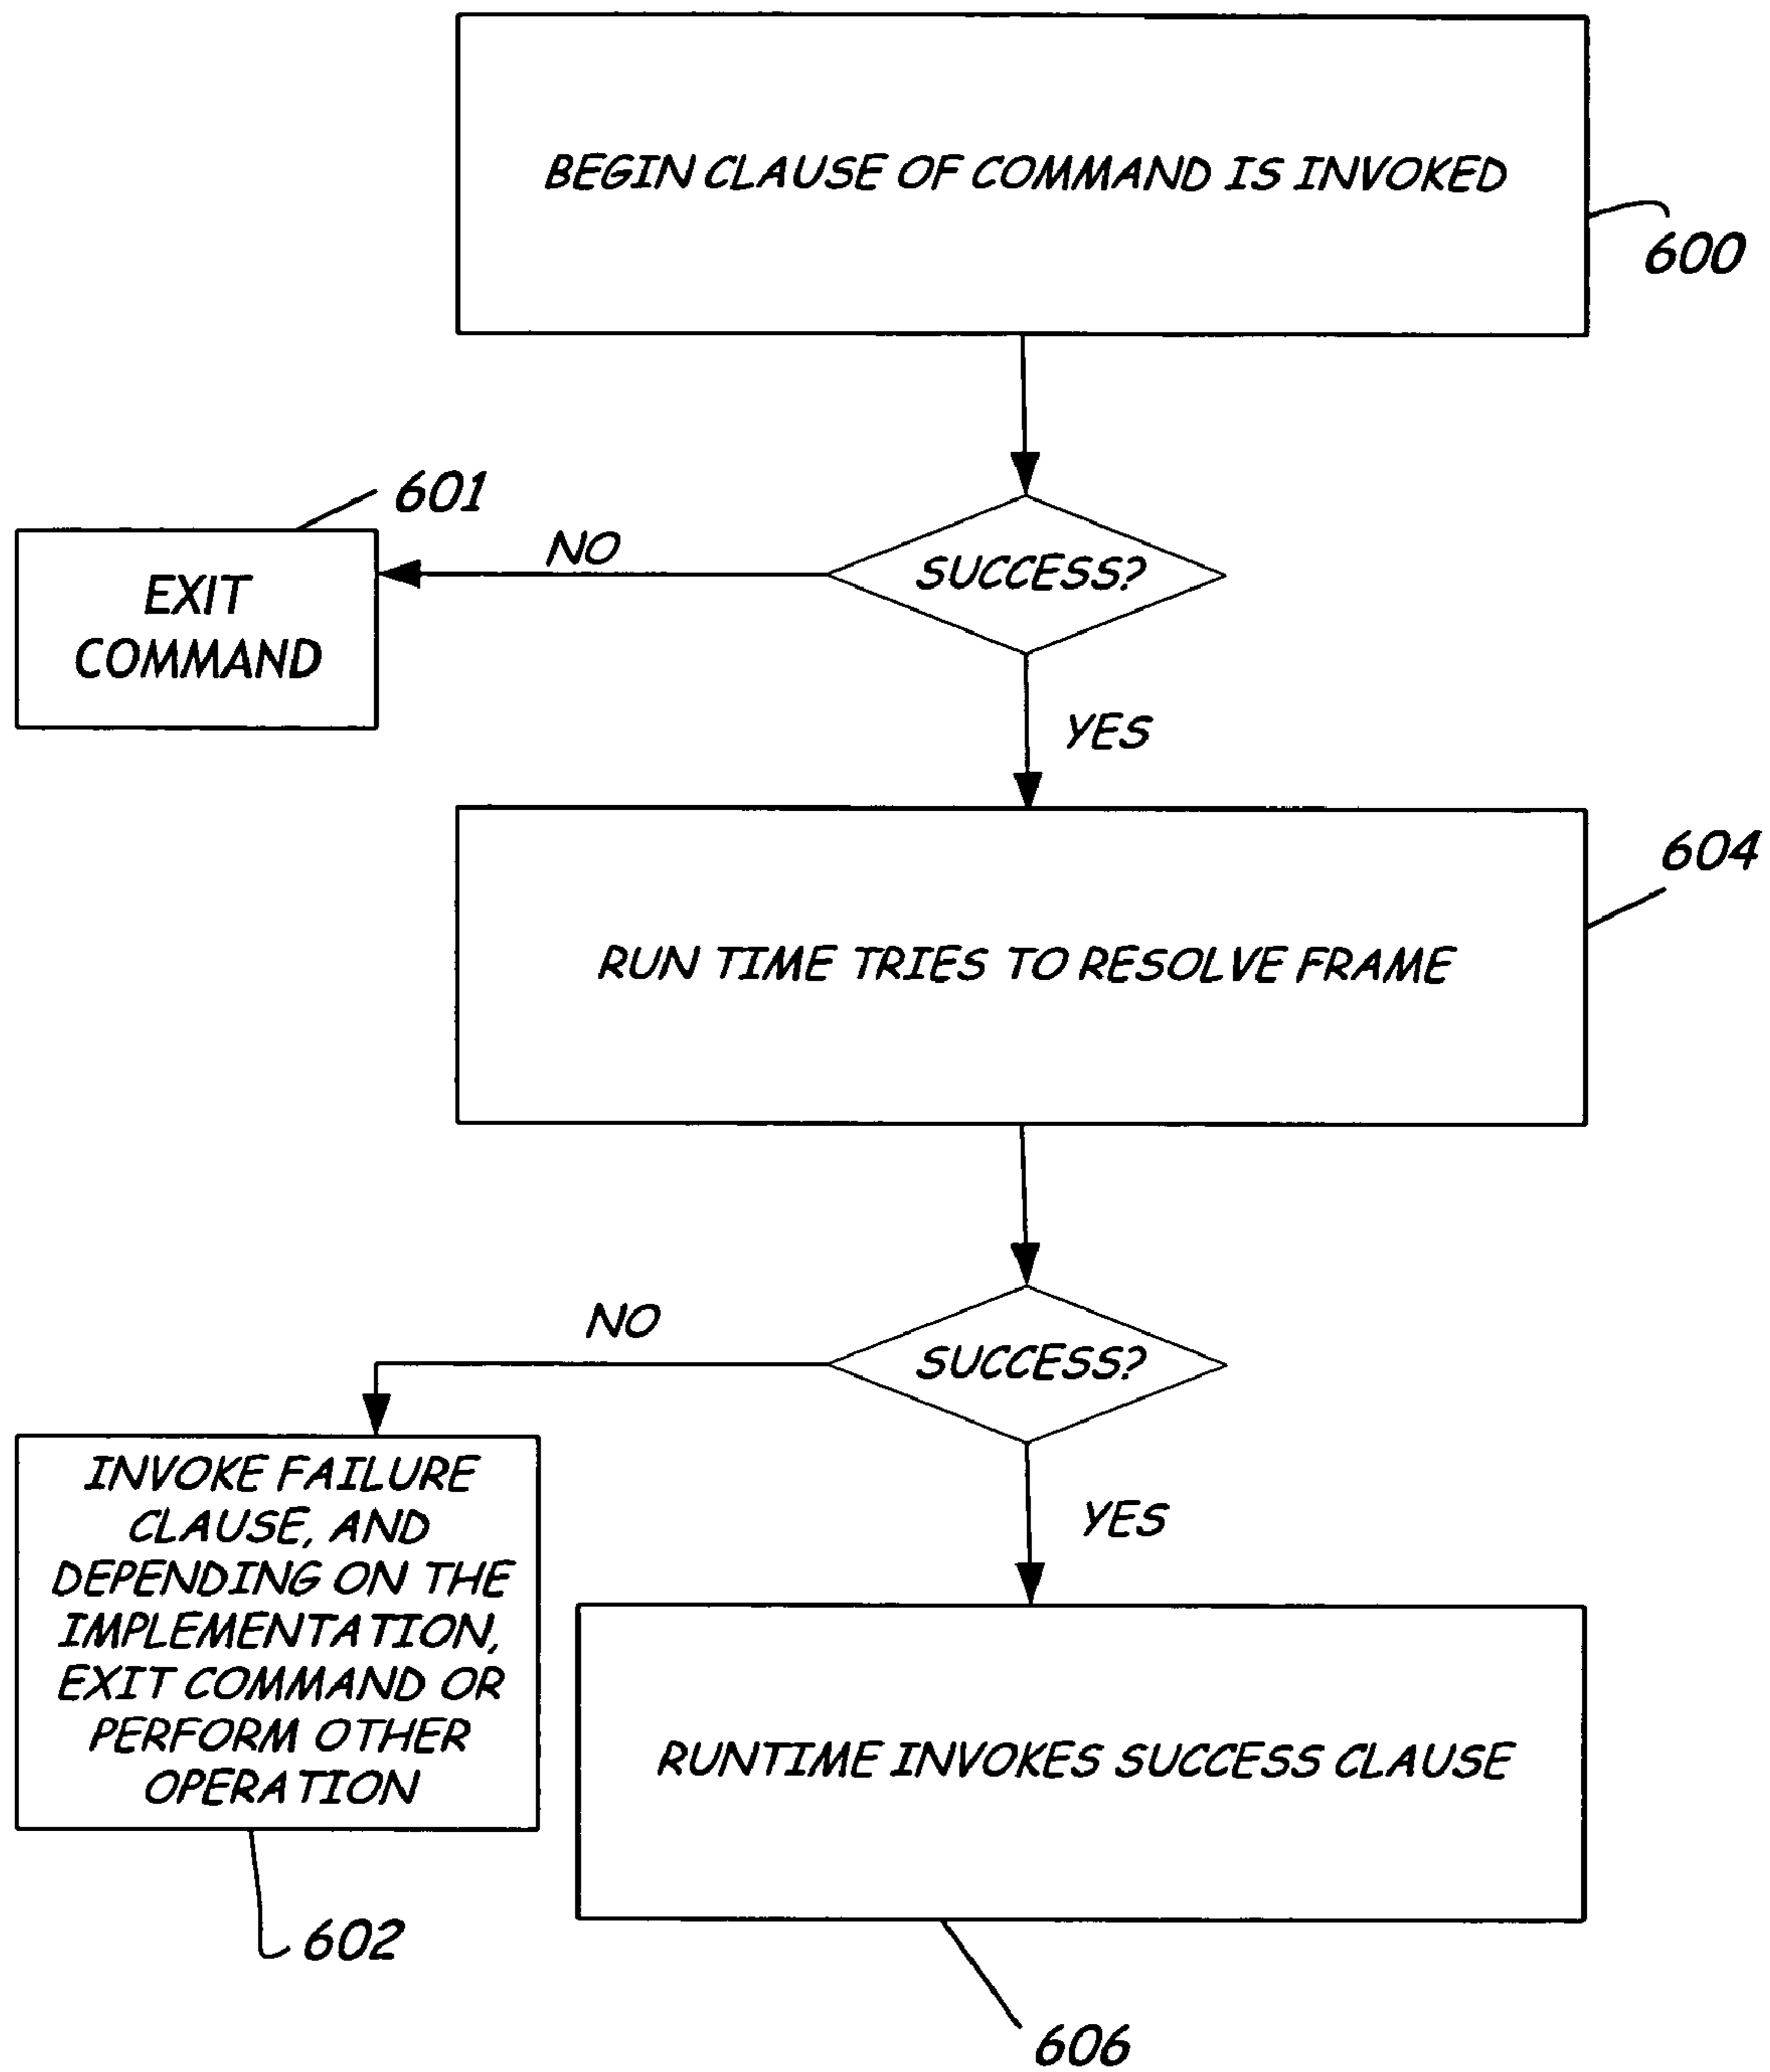 BEGIN CLAUSE OF COMMAND IS INVOKED
600
601
NO
SUCCESS?
EXIT
COMMAND
YES
604
RUN TIME TRIES TO RESOLVE FRAME
NO
SUCCESS?
INVOKE FAILURE
CLAUSE, AND
DEPENDING ON THE
IMPLEMENTATION,
EXIT COMMAND OR
PERFORM OTHER
OPERATION
YES
RUNTIME INVOKES SUCCESS CLAUSE
602
606